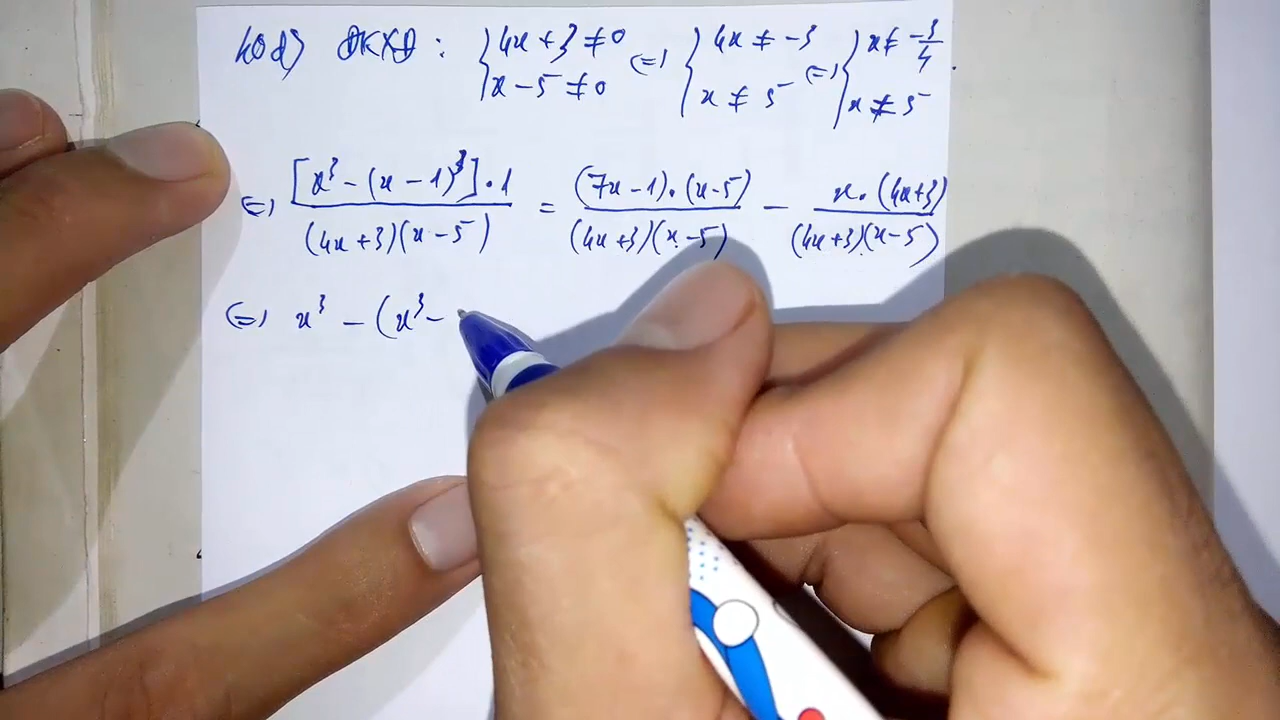 40d) ĐKXĐ : { 4x + 3 ≠ 0 ; x - 5 ≠ 0 <=> { 4x ≠ -3 ; x ≠ 5 <=> { x ≠ -3/4 ; x ≠ 5
<=> [x³ - (x - 1)³] . 1 / (4x + 3)(x - 5) = (7x - 1) . (x - 5) / (4x + 3)(x - 5) - x . (4x + 3) / (4x + 3)(x - 5)
<=> x³ - (x³ -